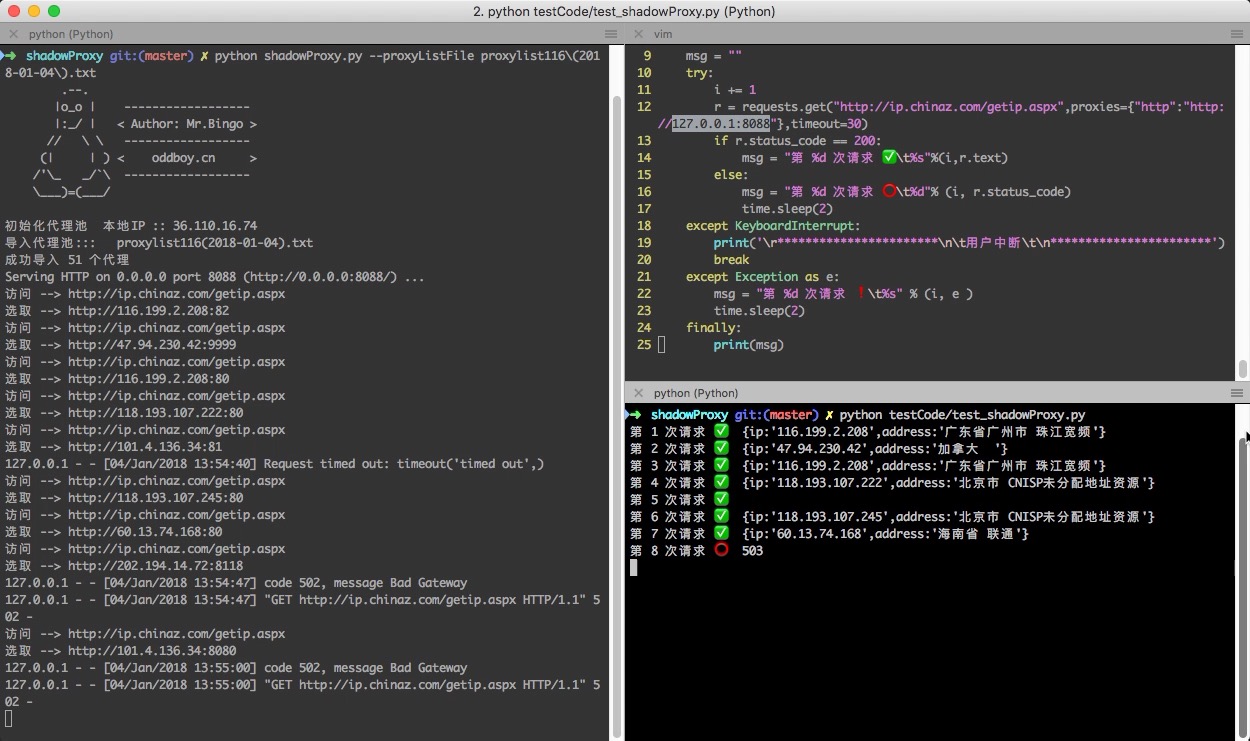 2. python testCode/test_shadowProxy.py (Python)
python (Python)
➜ shadowProxy git:(master) ✗ python shadowProxy.py --proxyListFile proxylist116\(201
8-01-04\).txt
.--.
|o_o | ------------------
|:_/ | < Author: Mr.Bingo >
// \ \ ------------------
(| | ) < oddboy.cn >
/'\_ _/`\ ------------------
\___)=(___/
初始化代理池 本地IP :: 36.110.16.74
导入代理池::: proxylist116(2018-01-04).txt
成功导入 51 个代理
Serving HTTP on 0.0.0.0 port 8088 (http://0.0.0.0:8088/) ...
访问 --> http://ip.chinaz.com/getip.aspx
选取 --> http://116.199.2.208:82
访问 --> http://ip.chinaz.com/getip.aspx
选取 --> http://47.94.230.42:9999
访问 --> http://ip.chinaz.com/getip.aspx
选取 --> http://116.199.2.208:80
访问 --> http://ip.chinaz.com/getip.aspx
选取 --> http://118.193.107.222:80
访问 --> http://ip.chinaz.com/getip.aspx
选取 --> http://101.4.136.34:81
127.0.0.1 - - [04/Jan/2018 13:54:40] Request timed out: timeout('timed out',)
访问 --> http://ip.chinaz.com/getip.aspx
选取 --> http://118.193.107.245:80
访问 --> http://ip.chinaz.com/getip.aspx
选取 --> http://60.13.74.168:80
访问 --> http://ip.chinaz.com/getip.aspx
选取 --> http://202.194.14.72:8118
127.0.0.1 - - [04/Jan/2018 13:54:47] code 502, message Bad Gateway
127.0.0.1 - - [04/Jan/2018 13:54:47] "GET http://ip.chinaz.com/getip.aspx HTTP/1.1" 5
02 -
访问 --> http://ip.chinaz.com/getip.aspx
选取 --> http://101.4.136.34:8080
127.0.0.1 - - [04/Jan/2018 13:55:00] code 502, message Bad Gateway
127.0.0.1 - - [04/Jan/2018 13:55:00] "GET http://ip.chinaz.com/getip.aspx HTTP/1.1" 5
02 -
vim
9 msg = ""
10 try:
11 i += 1
12 r = requests.get("http://ip.chinaz.com/getip.aspx",proxies={"http":"http:
//127.0.0.1:8088"},timeout=30)
13 if r.status_code == 200:
14 msg = "第 %d 次请求 ✅\t%s"%(i,r.text)
15 else:
16 msg = "第 %d 次请求 ⭕\t%d"% (i, r.status_code)
17 time.sleep(2)
18 except KeyboardInterrupt:
19 print('\r***********************\n\t用户中断\t\n***********************')
20 break
21 except Exception as e:
22 msg = "第 %d 次请求 ❗\t%s" % (i, e )
23 time.sleep(2)
24 finally:
25 print(msg)
python (Python)
➜ shadowProxy git:(master) ✗ python testCode/test_shadowProxy.py
第 1 次请求 ✅ {ip:'116.199.2.208',address:'广东省广州市 珠江宽频'}
第 2 次请求 ✅ {ip:'47.94.230.42',address:'加拿大 '}
第 3 次请求 ✅ {ip:'116.199.2.208',address:'广东省广州市 珠江宽频'}
第 4 次请求 ✅ {ip:'118.193.107.222',address:'北京市 CNISP未分配地址资源'}
第 5 次请求 ✅
第 6 次请求 ✅ {ip:'118.193.107.245',address:'北京市 CNISP未分配地址资源'}
第 7 次请求 ✅ {ip:'60.13.74.168',address:'海南省 联通'}
第 8 次请求 ⭕ 503